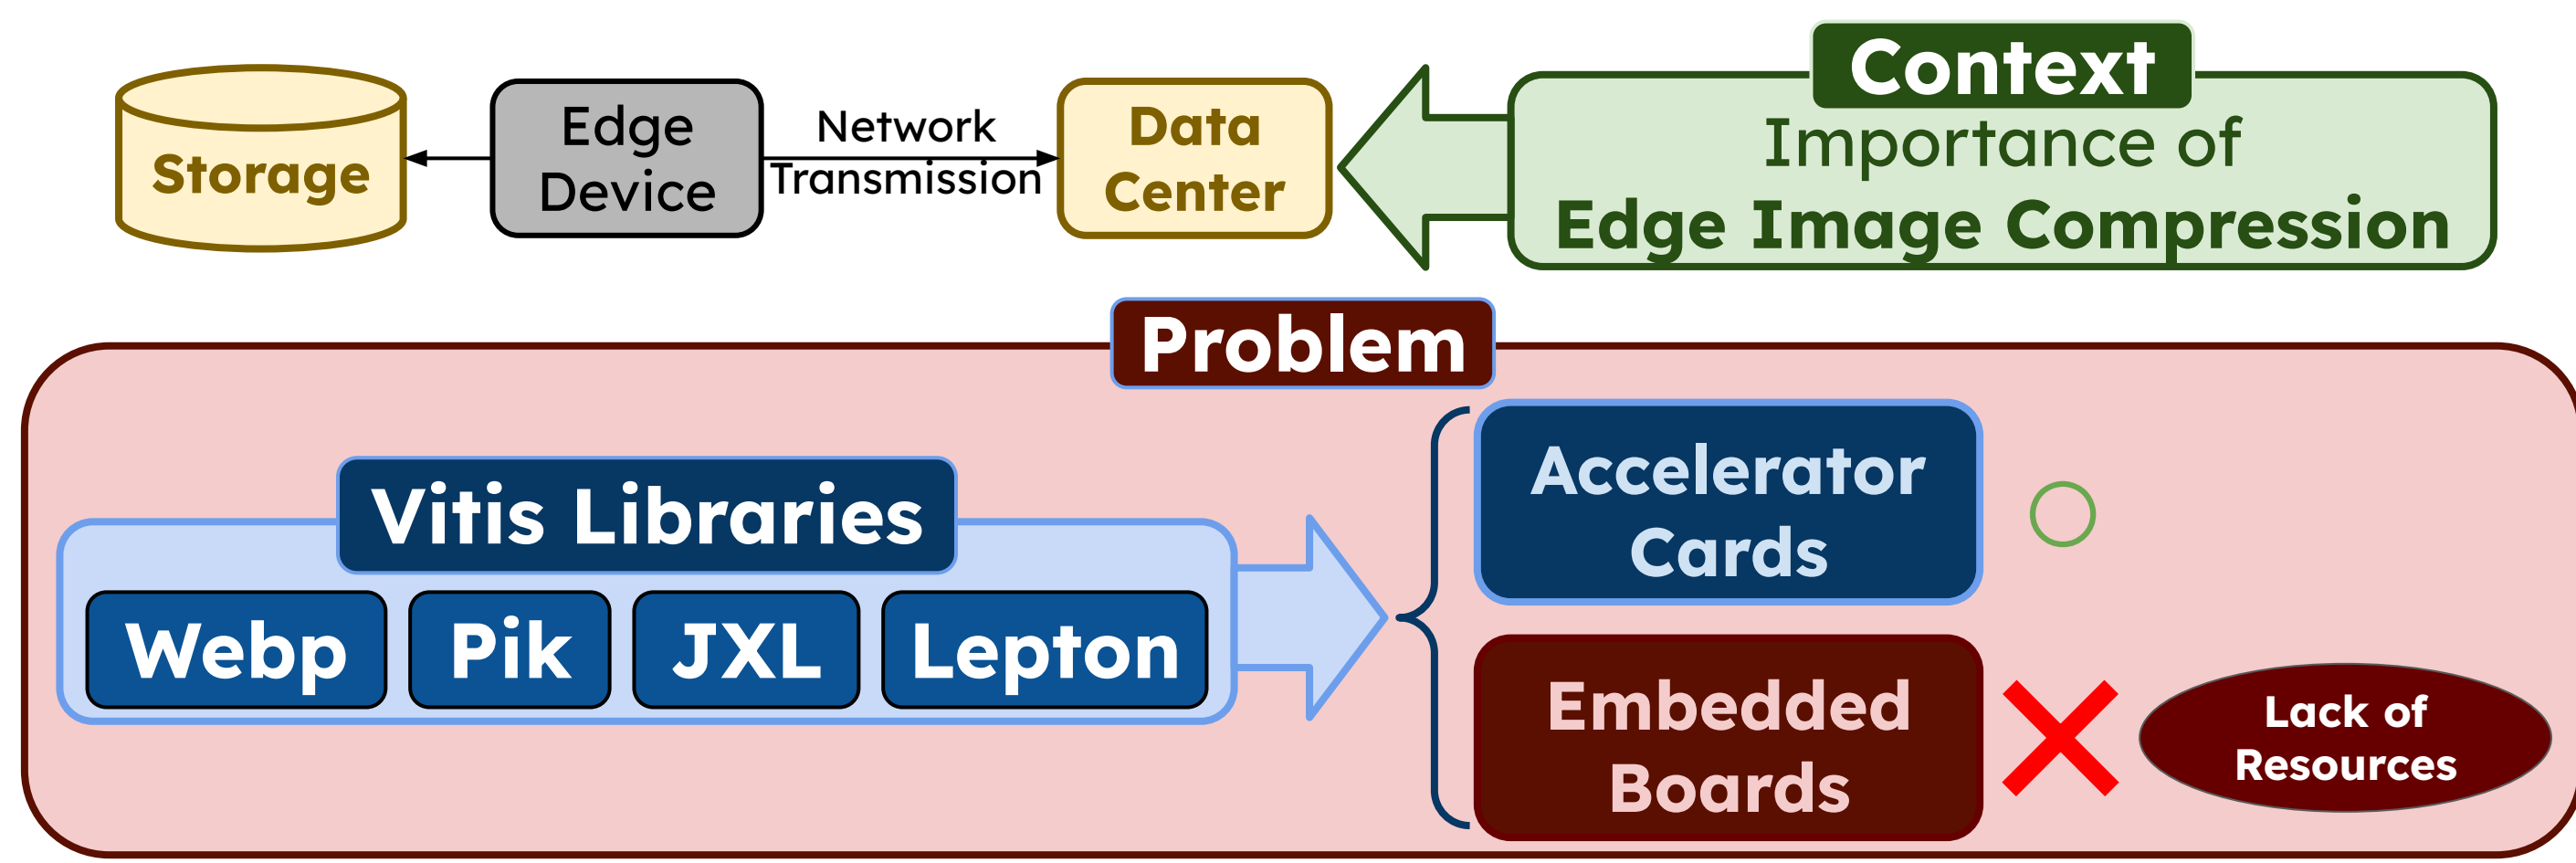 Storage
Edge
Device
Network
Transmission
Data
Center
Context
Importance of
Edge Image Compression
Problem
Vitis Libraries
Webp
Pik
JXL
Lepton
Accelerator
Cards
Embedded
Boards
Lack of
Resources